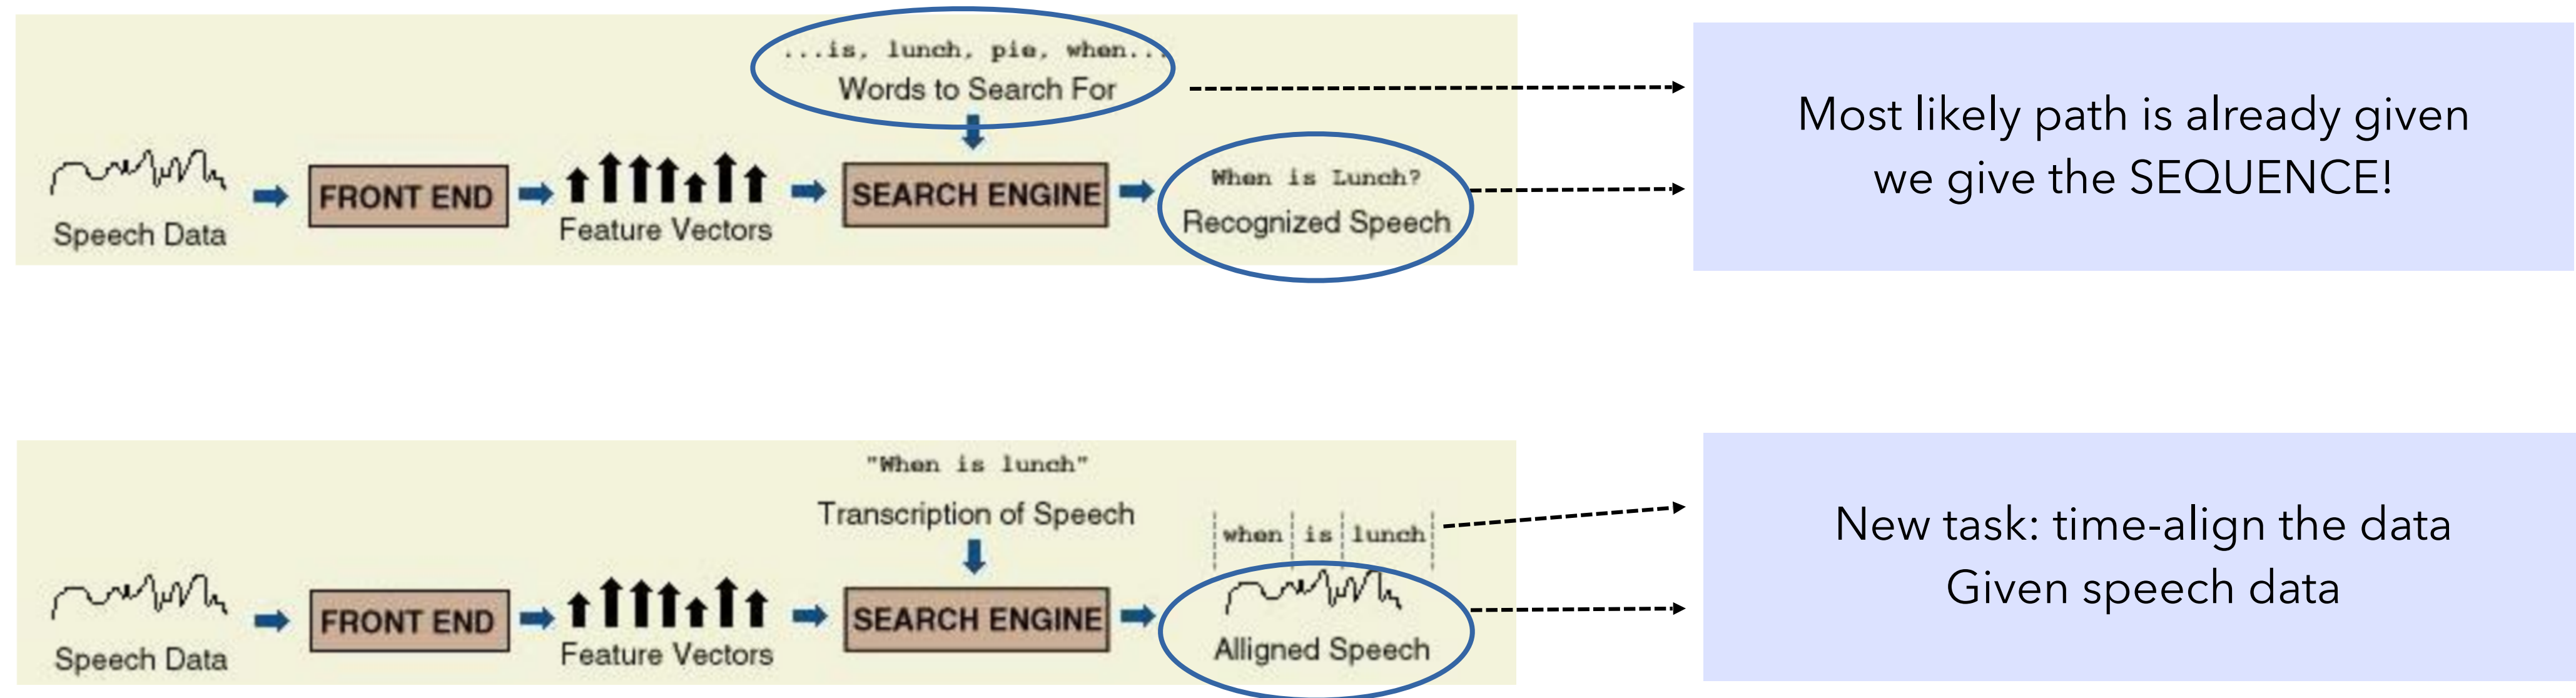 ...is, lunch, pie, when...
Words to Search For
Speech Data
FRONT END
Feature Vectors
SEARCH ENGINE
When is Lunch?
Recognized Speech
Most likely path is already given
we give the SEQUENCE!
"When is lunch"
Transcription of Speech
Speech Data
FRONT END
Feature Vectors
SEARCH ENGINE
when is lunch
Alligned Speech
New task: time-align the data
Given speech data